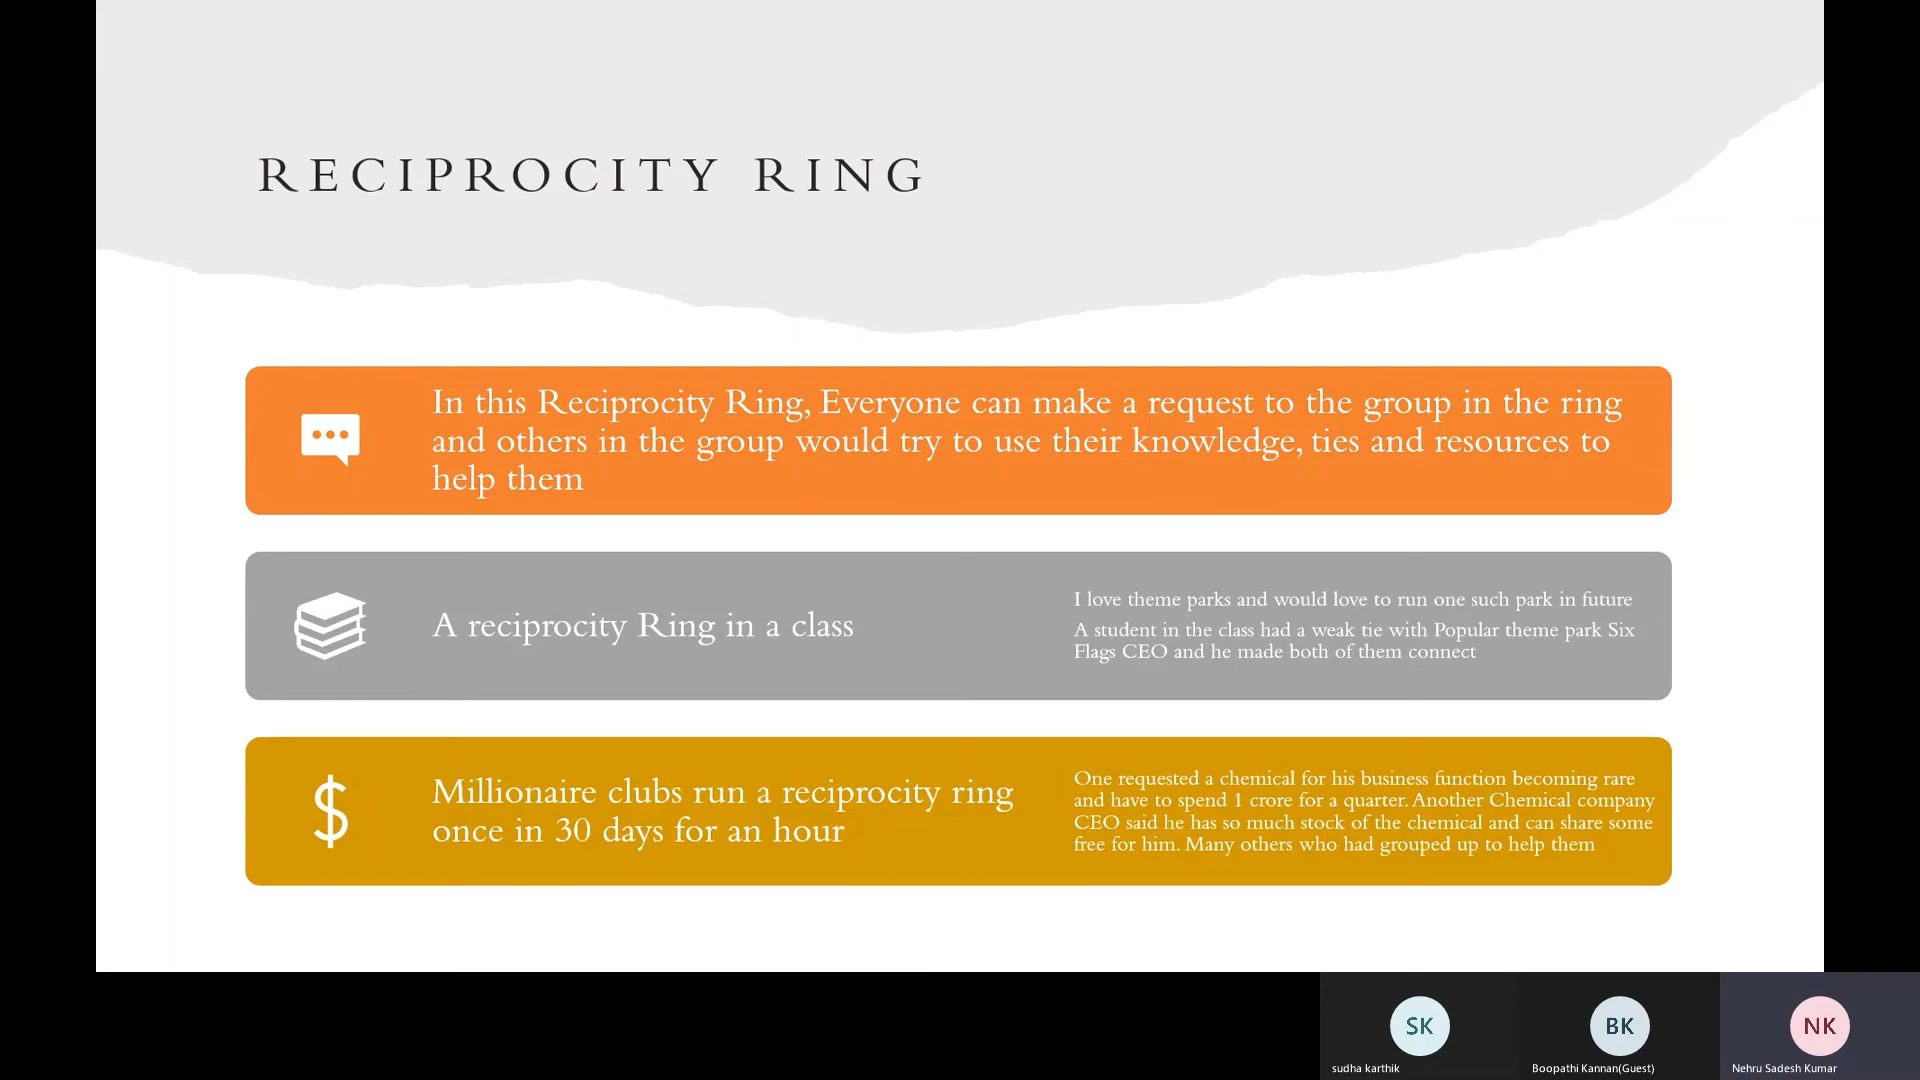 RECIPROCITY RING
In this Reciprocity Ring, Everyone can make a request to the group in the ring
and others in the group would try to use their knowledge, ties and resources to
help them
A reciprocity Ring in a class
I love theme parks and would love to run one such park in future
A student in the class had a weak tie with Popular theme park Six
Flags CEO and he made both of them connect
Millionaire clubs run a reciprocity ring
once in 30 days for an hour
One requested a chemical for his business function becoming rare
and have to spend 1 crore for a quarter. Another Chemical company
CEO said he has so much stock of the chemical and can share some
free for him. Many others who had grouped up to help them
SK
BK
NK
sudha karthik
Boopathi Kannan(Guest)
Nehru Sadesh Kumar